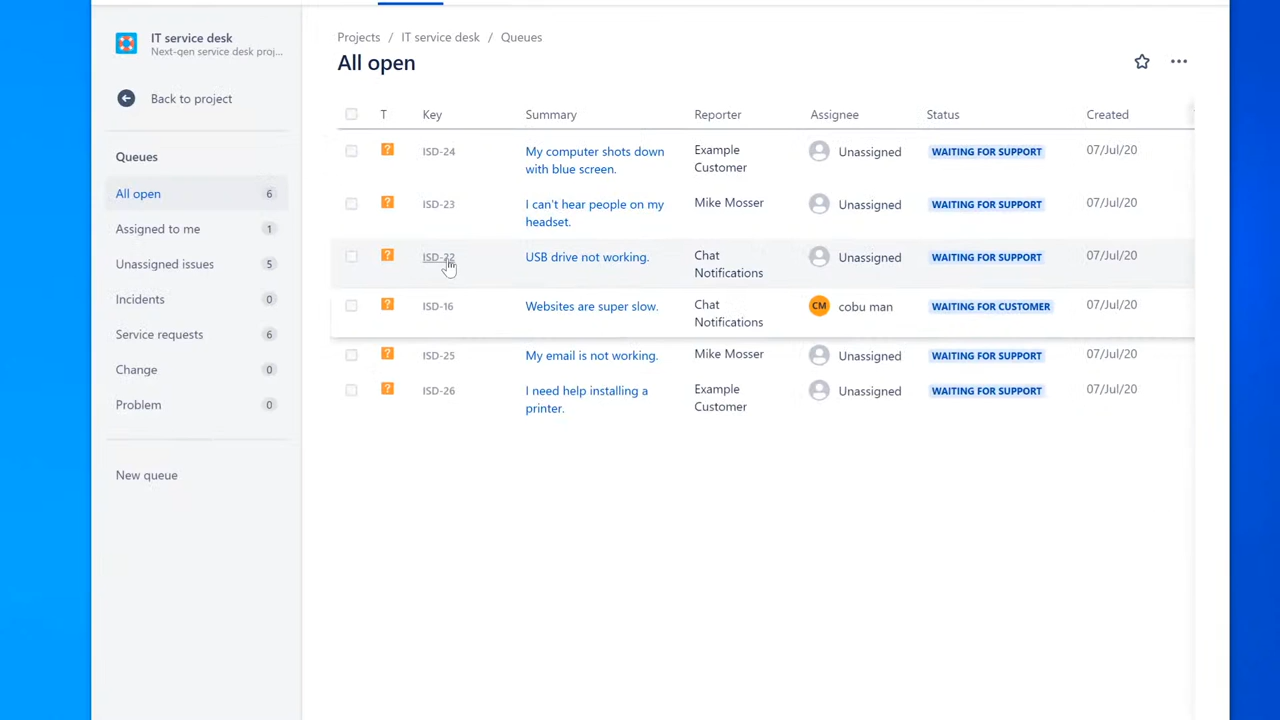 IT service desk
Next-gen service desk proj...
Back to project
Queues
All open 6
Assigned to me 1
Unassigned issues 5
Incidents 0
Service requests 6
Change 0
Problem 0
New queue
Projects / IT service desk / Queues
All open
T Key Summary Reporter Assignee Status Created
? ISD-24 My computer shots down with blue screen. Example Customer Unassigned WAITING FOR SUPPORT 07/Jul/20
? ISD-23 I can't hear people on my headset. Mike Mosser Unassigned WAITING FOR SUPPORT 07/Jul/20
? ISD-22 USB drive not working. Chat Notifications Unassigned WAITING FOR SUPPORT 07/Jul/20
? ISD-16 Websites are super slow. Chat Notifications CM cobu man WAITING FOR CUSTOMER 07/Jul/20
? ISD-25 My email is not working. Mike Mosser Unassigned WAITING FOR SUPPORT 07/Jul/20
? ISD-26 I need help installing a printer. Example Customer Unassigned WAITING FOR SUPPORT 07/Jul/20